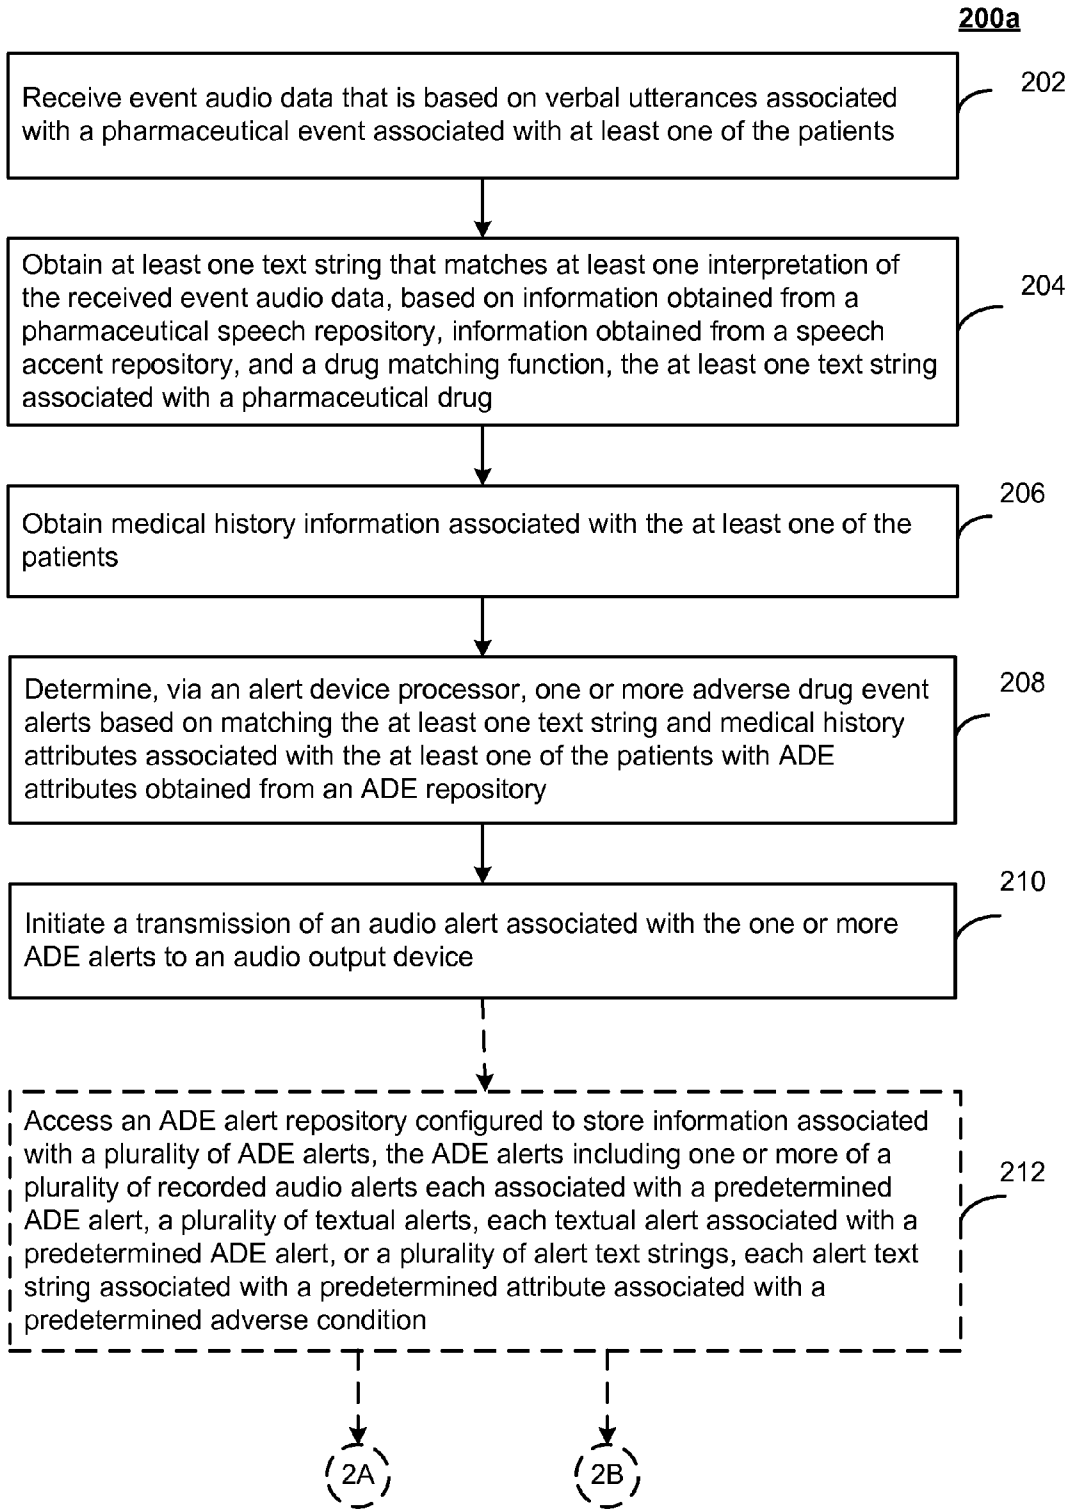 200a
Receive event audio data that is based on verbal utterances associated
with a pharmaceutical event associated with at least one of the patients
202
Obtain at least one text string that matches at least one interpretation of
the received event audio data, based on information obtained from a
pharmaceutical speech repository, information obtained from a speech
accent repository, and a drug matching function, the at least one text string
associated with a pharmaceutical drug
204
Obtain medical history information associated with the at least one of the
patients
206
Determine, via an alert device processor, one or more adverse drug event
alerts based on matching the at least one text string and medical history
attributes associated with the at least one of the patients with ADE
attributes obtained from an ADE repository
208
Initiate a transmission of an audio alert associated with the one or more
ADE alerts to an audio output device
210
Access an ADE alert repository configured to store information associated
with a plurality of ADE alerts, the ADE alerts including one or more of a
plurality of recorded audio alerts each associated with a predetermined
ADE alert, a plurality of textual alerts, each textual alert associated with a
predetermined ADE alert, or a plurality of alert text strings, each alert text
string associated with a predetermined attribute associated with a
predetermined adverse condition
212
2A
2B